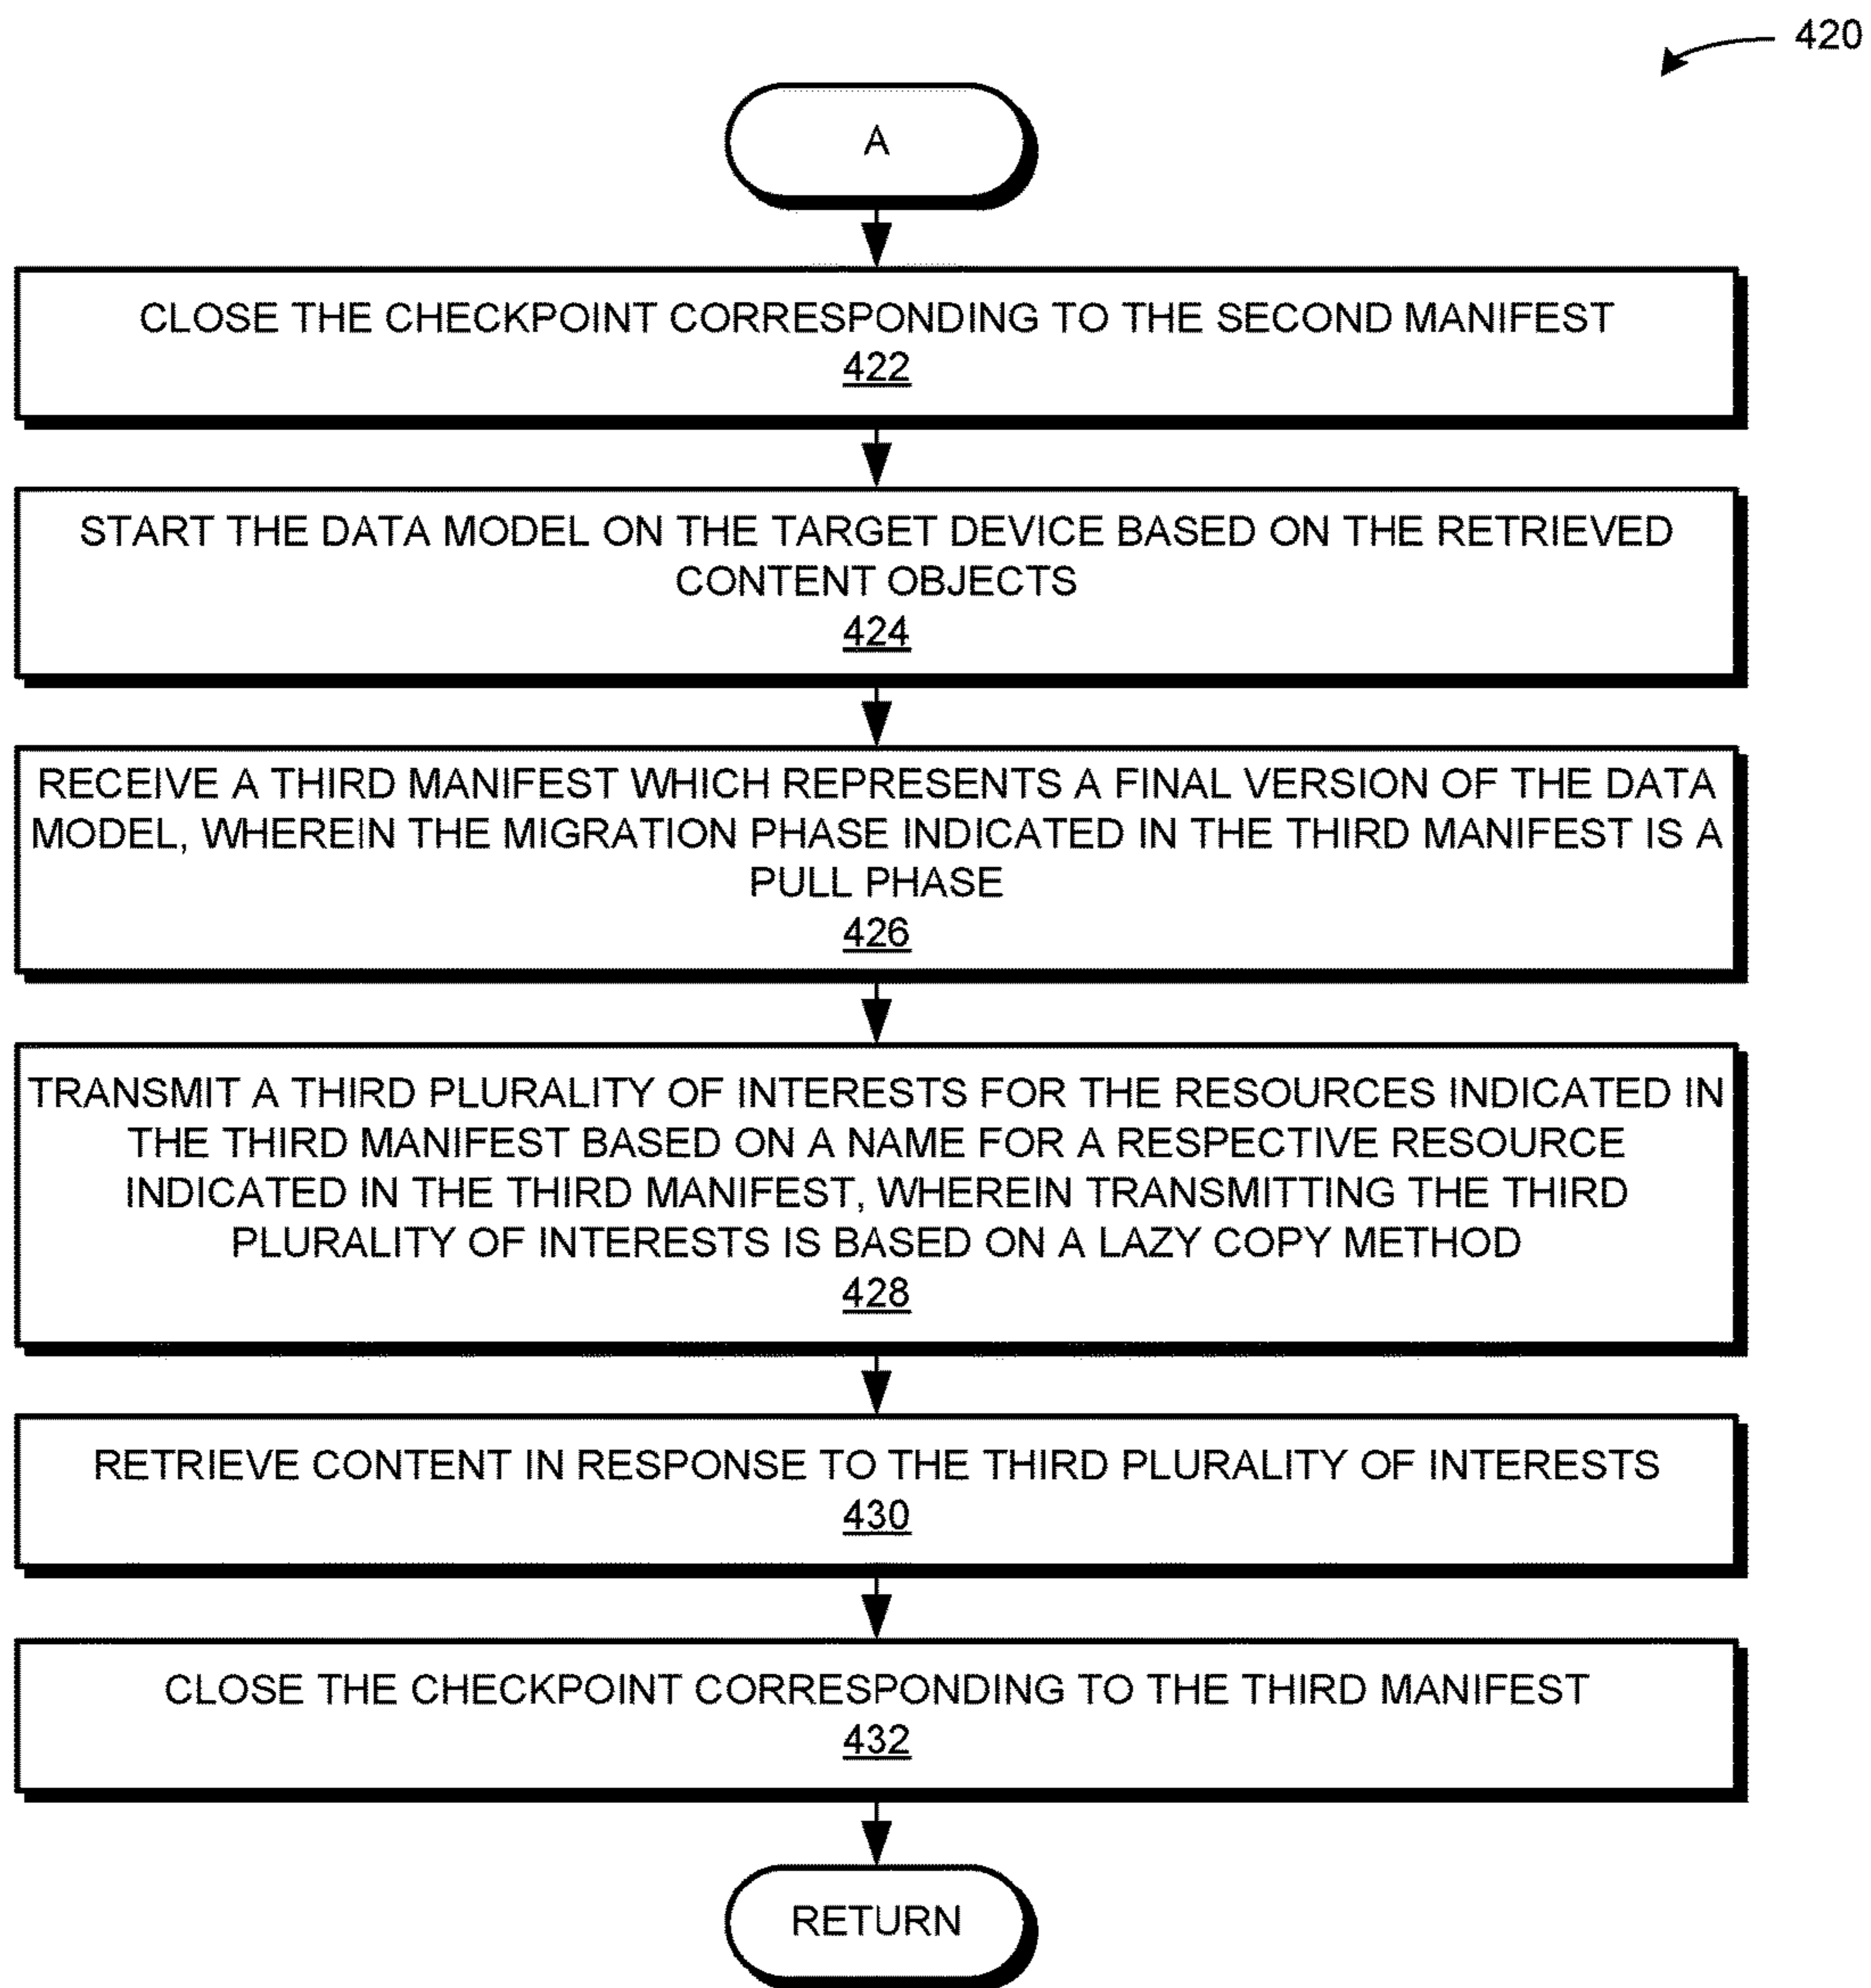 420
A
CLOSE THE CHECKPOINT CORRESPONDING TO THE SECOND MANIFEST
422
START THE DATA MODEL ON THE TARGET DEVICE BASED ON THE RETRIEVED
CONTENT OBJECTS
424
RECEIVE A THIRD MANIFEST WHICH REPRESENTS A FINAL VERSION OF THE DATA
MODEL, WHEREIN THE MIGRATION PHASE INDICATED IN THE THIRD MANIFEST IS A
PULL PHASE
426
TRANSMIT A THIRD PLURALITY OF INTERESTS FOR THE RESOURCES INDICATED IN
THE THIRD MANIFEST BASED ON A NAME FOR A RESPECTIVE RESOURCE
INDICATED IN THE THIRD MANIFEST, WHEREIN TRANSMITTING THE THIRD
PLURALITY OF INTERESTS IS BASED ON A LAZY COPY METHOD
428
RETRIEVE CONTENT IN RESPONSE TO THE THIRD PLURALITY OF INTERESTS
430
CLOSE THE CHECKPOINT CORRESPONDING TO THE THIRD MANIFEST
432
RETURN